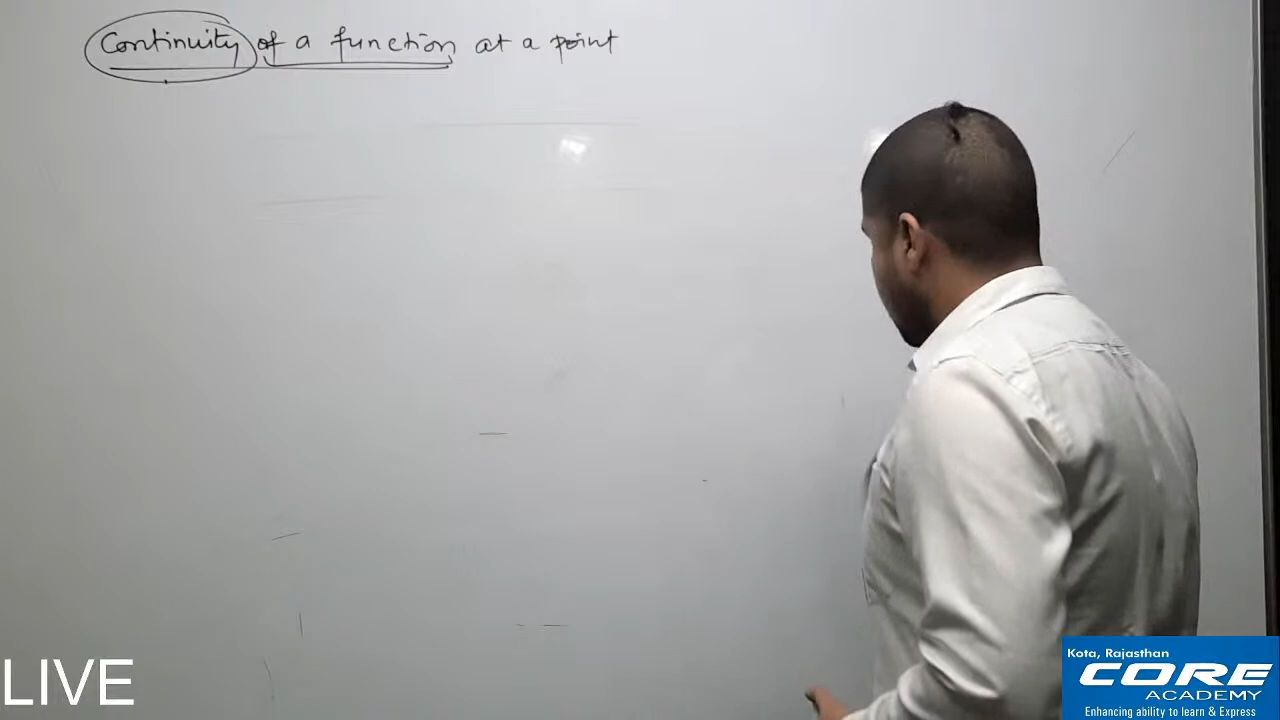 Continuity of a function at a point
LIVE
Kota, Rajasthan
CORE
ACADEMY
Enhancing ability to learn & Express